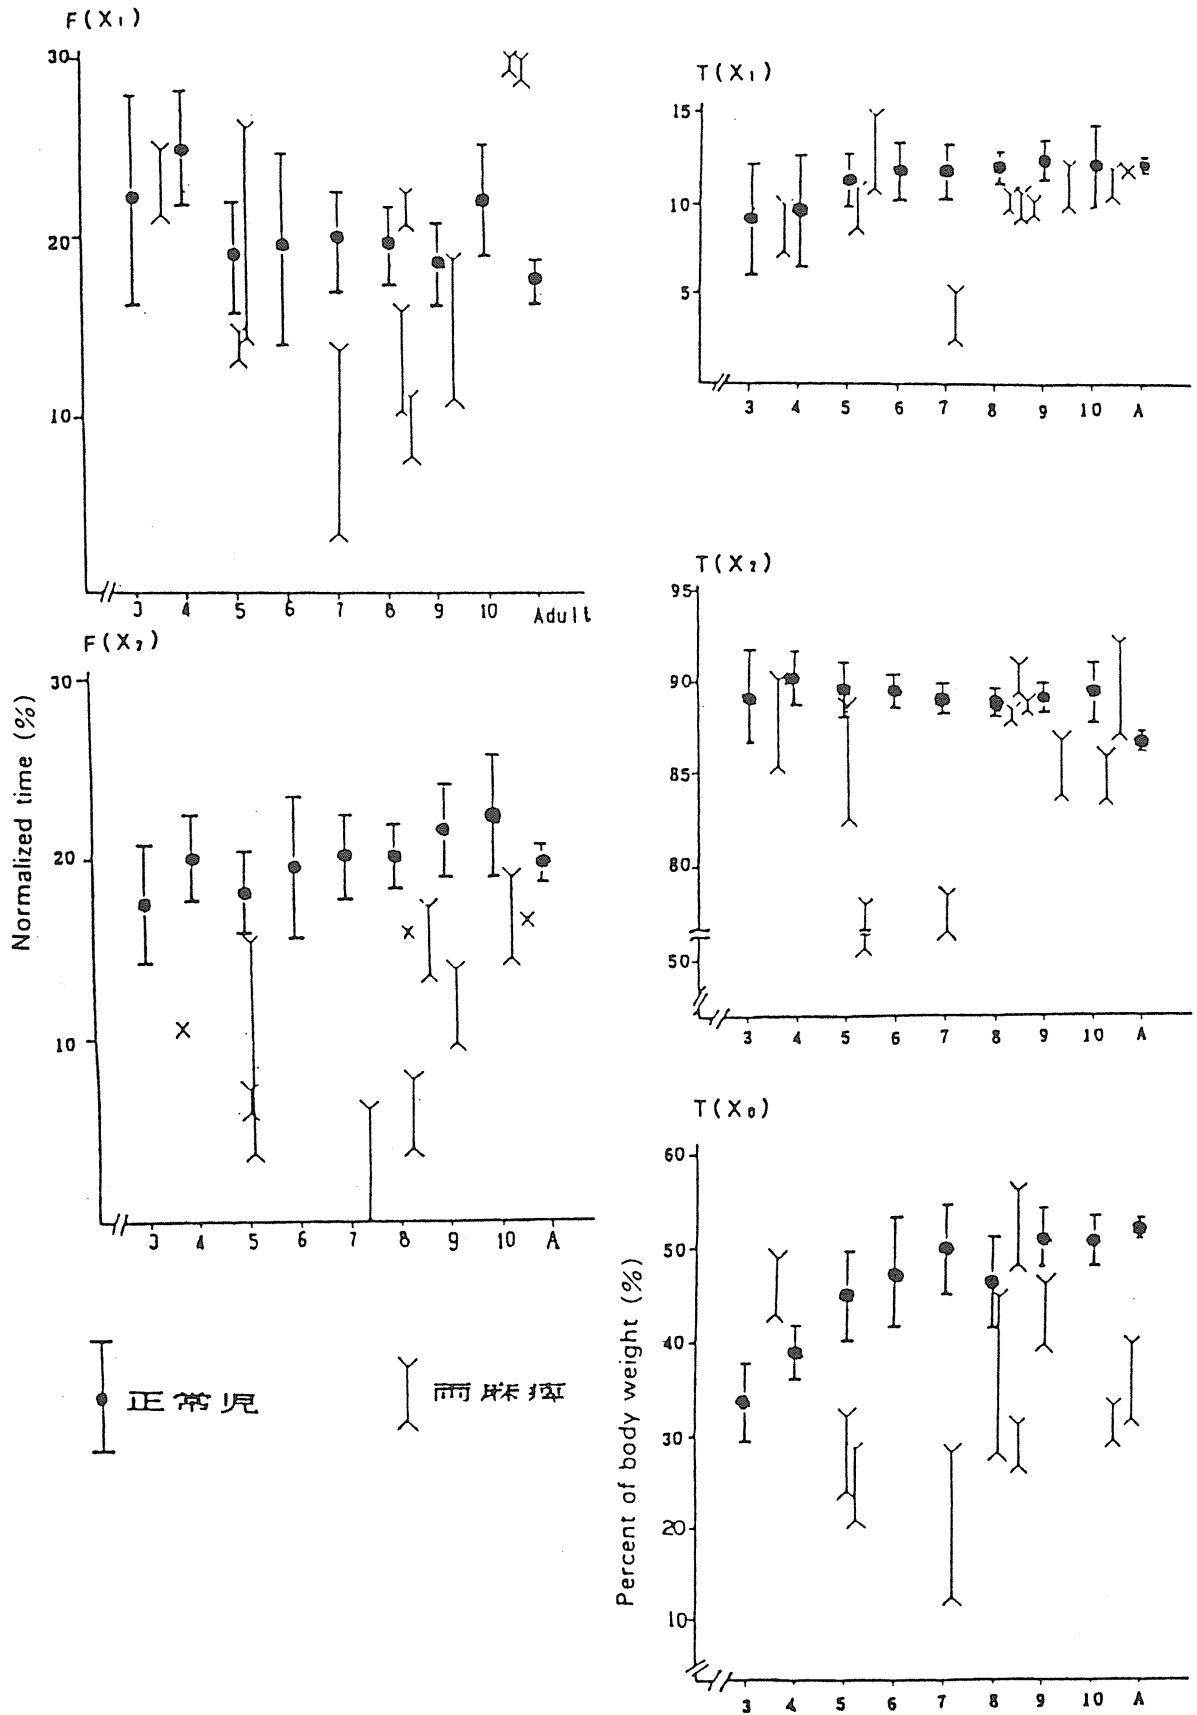 F(X1)
30
20
10
3 4 5 6 7 8 9 10 Adult
F(X2)
Normalized time (%)
30
20
10
3 4 5 6 7 8 9 10 A
正常児
両麻痺
T(X1)
15
10
5
3 4 5 6 7 8 9 10 A
T(X2)
95
90
85
80
50
3 4 5 6 7 8 9 10 A
T(X0)
Percent of body weight (%)
60
50
40
30
20
10
3 4 5 6 7 8 9 10 A